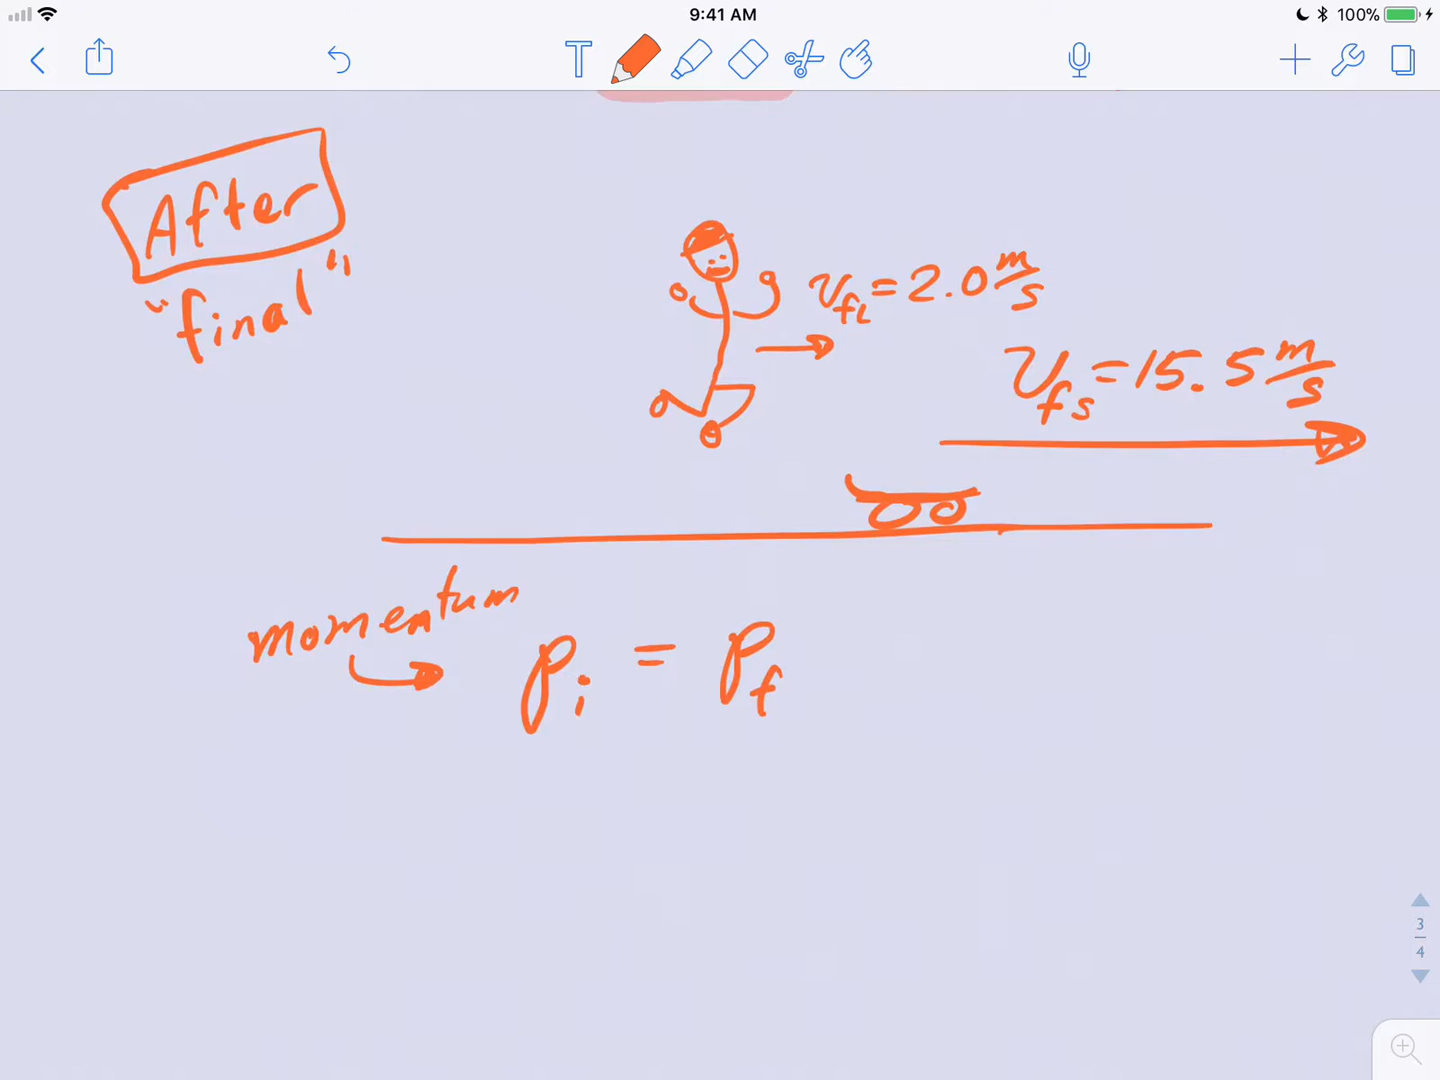 9:41 AM
100%
T
After
"final"
v_fL = 2.0 m/s
v_fs = 15.5 m/s
momentum
p_i = p_f
3
4